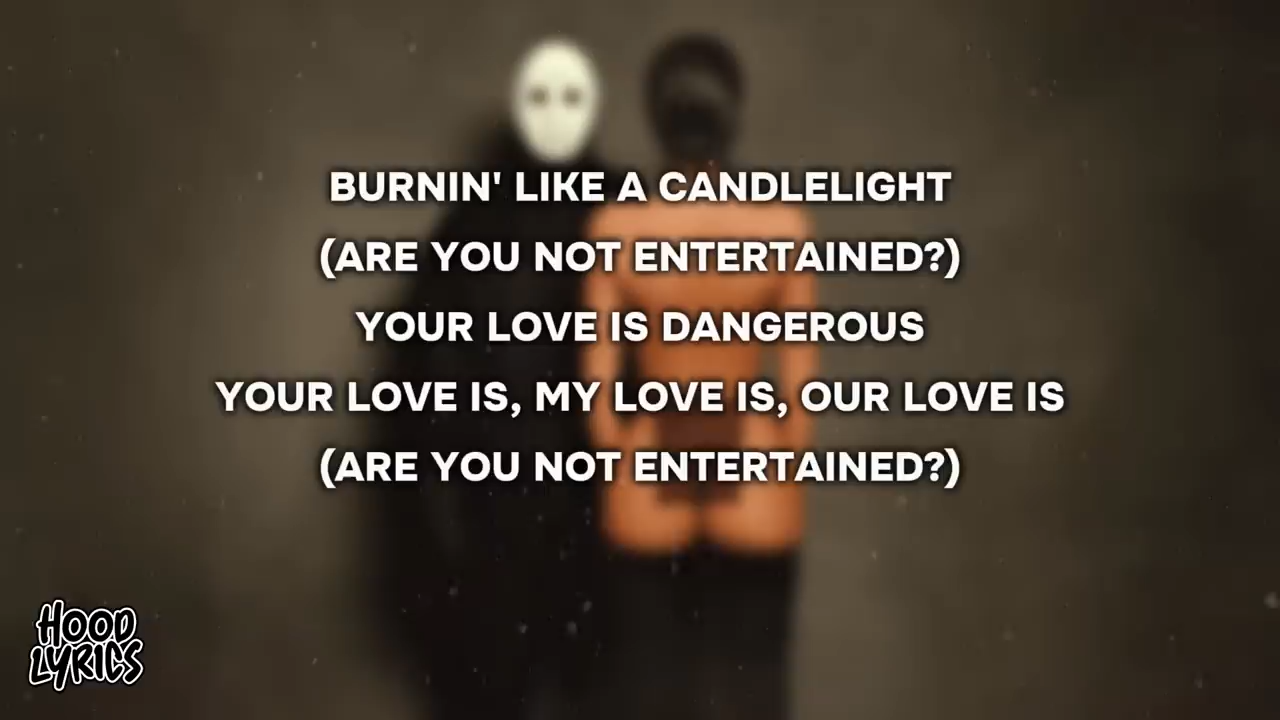 BURNIN' LIKE A CANDLELIGHT
(ARE YOU NOT ENTERTAINED?)
YOUR LOVE IS DANGEROUS
YOUR LOVE IS, MY LOVE IS, OUR LOVE IS
(ARE YOU NOT ENTERTAINED?)
HOOD
LYRICS